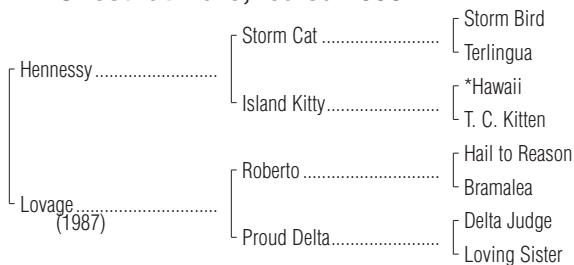 Storm Bird
Storm Cat
Terlingua
Hennessy
*Hawaii
Island Kitty
T. C. Kitten
Hail to Reason
Roberto
Bramalea
Lovage
(1987)
Delta Judge
Proud Delta
Loving Sister